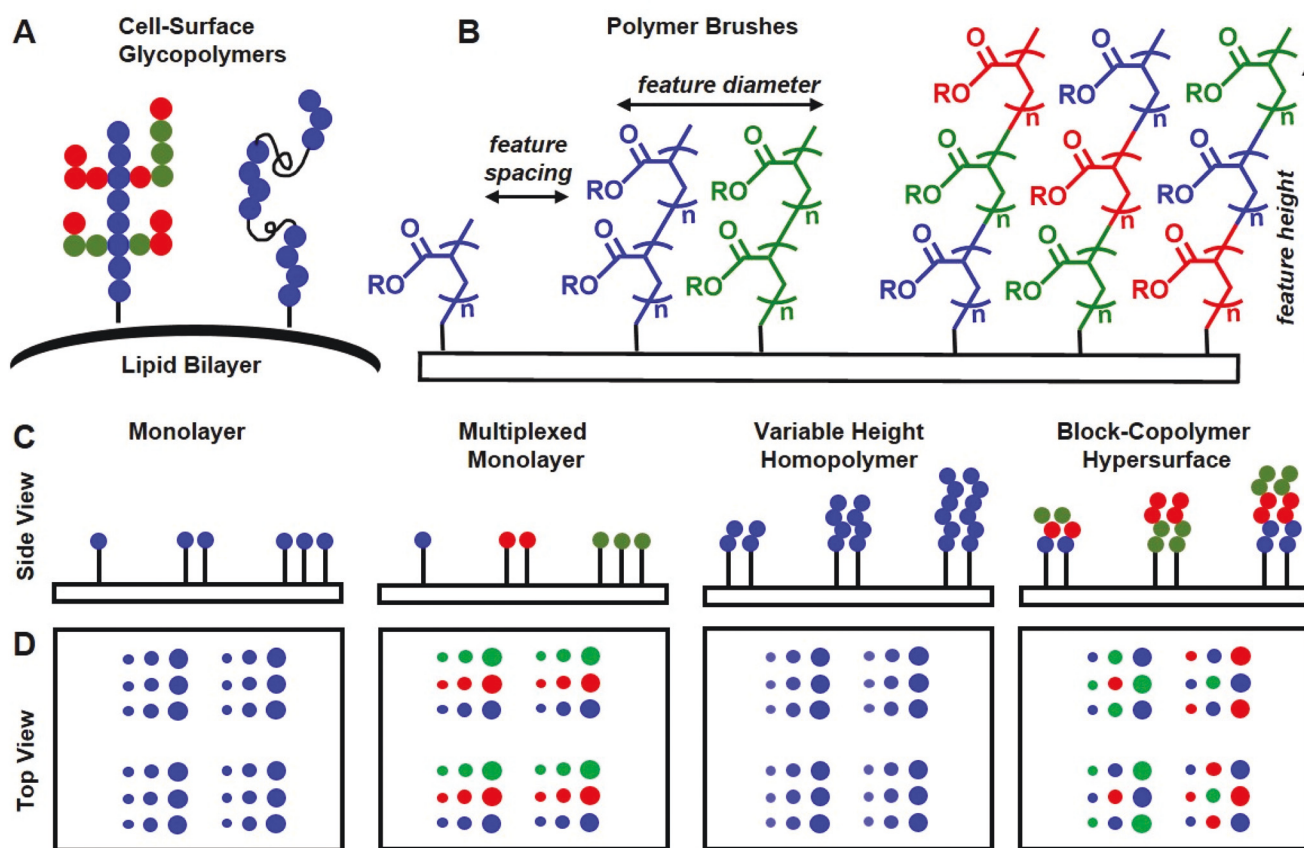 A
Cell-Surface
Glycopolymers
Lipid Bilayer
B
Polymer Brushes
feature diameter
feature
spacing
feature height
O
RO
n
O
RO
n
O
RO
n
O
RO
n
O
RO
n
O
RO
n
O
RO
n
O
RO
n
O
RO
n
O
RO
n
O
RO
n
O
RO
n
O
RO
n
O
RO
n
C
Side View
Monolayer
Multiplexed
Monolayer
Variable Height
Homopolymer
Block-Copolymer
Hypersurface
D
Top View